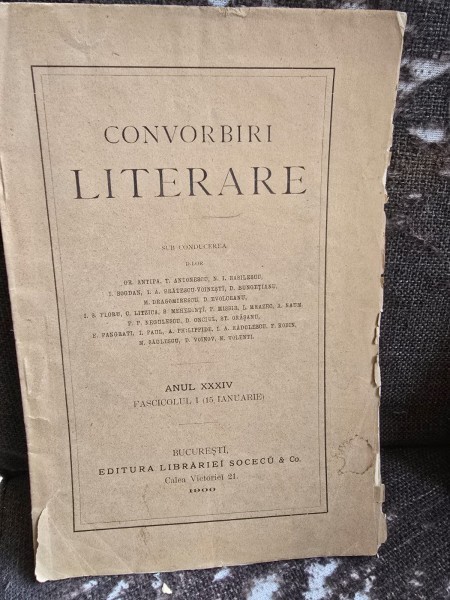 CONVORBIRI
LITERARE
SUB CONDUCEREA
D-LOR
GR. ANTIPA, T. ANTONESCU, N. I. BASILESCU,
I. BOGDAN, I. A. BRĂTESCU-VOINEȘTI, D. BUNGEȚIANU,
M. DRAGOMIRESCU, D. EVOLCEANU,
I. S. FLORU, C. LITZICA, S. MEHEDINȚI, P. MISSIR, L. MRAZEC, A. NAUM,
P. P. NEGULESCU, D. ONCIUL, ST. ORĂȘANU,
E. PANGRATI, I. PAUL, A. PHILIPPIDE, I. A. RĂDULESCU, T. ROBIN,
M. SĂULESCU, D. VOINOV, M. VOLENTI.
ANUL XXXIV
FASCICOLUL I (15 IANUARIE)
BUCUREȘTI,
EDITURA LIBRĂRIEI SOCECŬ & Co.
Calea Victoriei 21.
1900